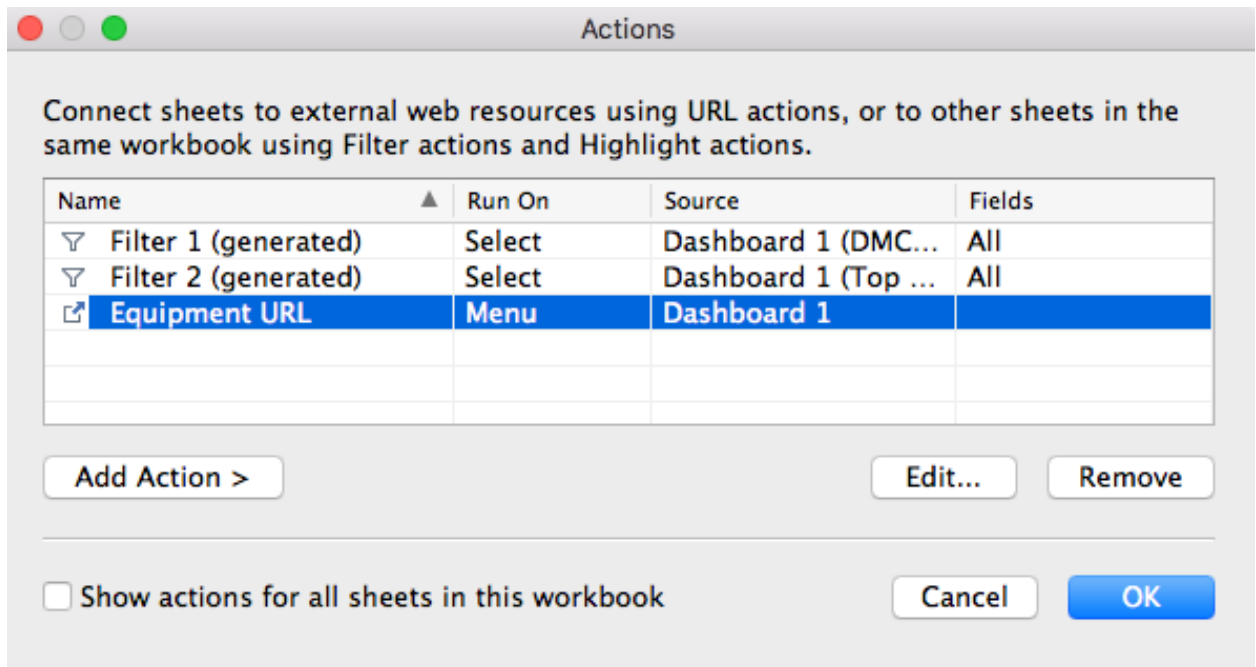 Actions
Connect sheets to external web resources using URL actions, or to other sheets in the
same workbook using Filter actions and Highlight actions.
Name Run On Source Fields
Filter 1 (generated) Select Dashboard 1 (DMC... All
Filter 2 (generated) Select Dashboard 1 (Top ... All
Equipment URL Menu Dashboard 1
Add Action > Edit... Remove
Show actions for all sheets in this workbook Cancel OK